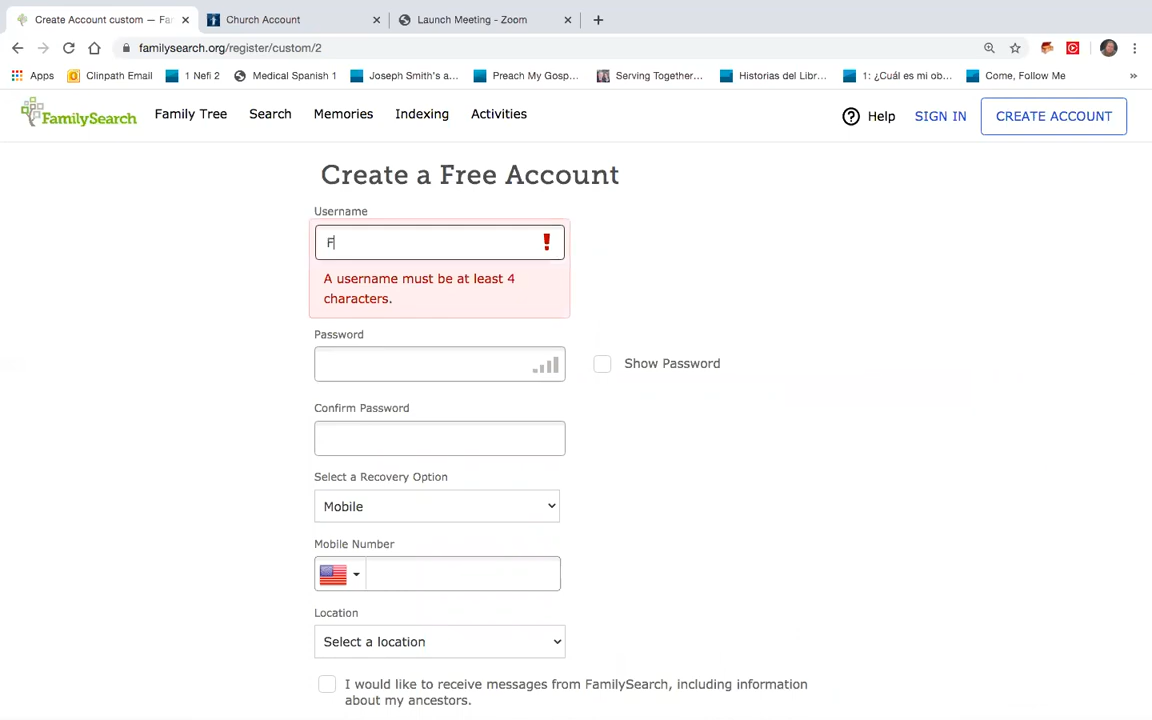 Create Account custom — Fa
Church Account
Launch Meeting - Zoom
familysearch.org/register/custom/2
Apps
Clinpath Email
1 Nefi 2
Medical Spanish 1
Joseph Smith's a...
Preach My Gosp...
Serving Together...
Historias del Libr...
1: ¿Cuál es mi ob...
Come, Follow Me
»
FamilySearch
Family Tree
Search
Memories
Indexing
Activities
? Help
SIGN IN
CREATE ACCOUNT
Create a Free Account
Username
F
!
A username must be at least 4
characters.
Password
Show Password
Confirm Password
Select a Recovery Option
Mobile
Mobile Number
Location
Select a location
I would like to receive messages from FamilySearch, including information
about my ancestors.